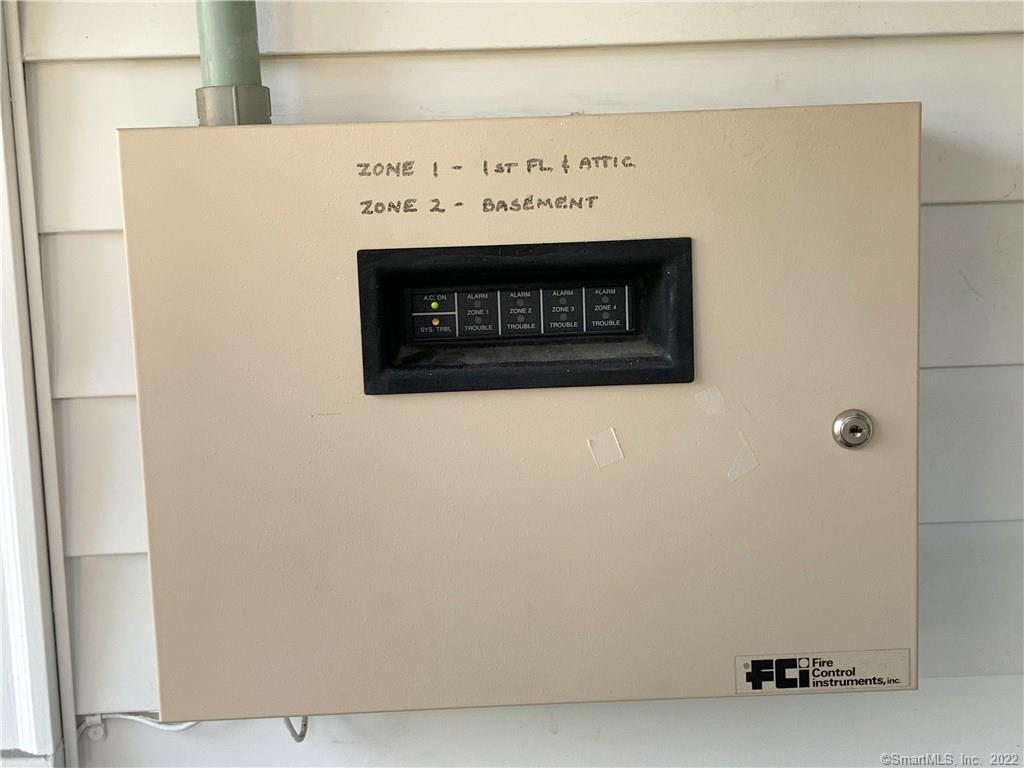 ZONE 1 - 1ST FL. & ATTIC
ZONE 2 - BASEMENT
A.C. ON ALARM ALARM ALARM ALARM
ZONE 1 ZONE 2 ZONE 3 ZONE 4
SYS. TRBL TROUBLE TROUBLE TROUBLE TROUBLE
® FCi Fire
Control
instruments, inc.
©SmartMLS, Inc. 2022